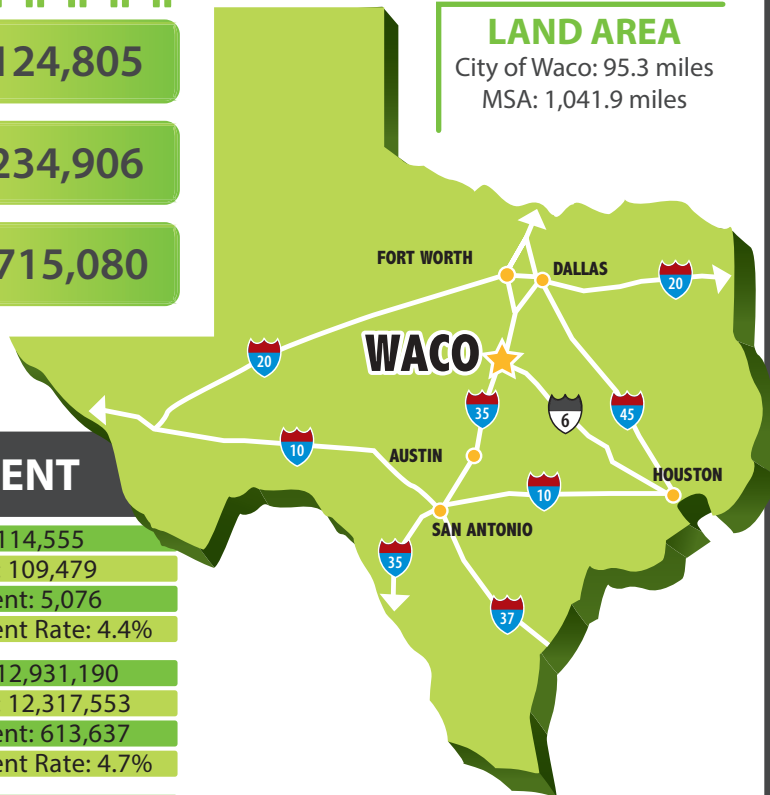 124,805
234,906
715,080
LAND AREA
City of Waco: 95.3 miles
MSA: 1,041.9 miles
FORT WORTH
DALLAS
20
WACO
20
35
6
45
10
AUSTIN
HOUSTON
10
SAN ANTONIO
35
37
ENT
114,555
: 109,479
ent: 5,076
ent Rate: 4.4%
12,931,190
: 12,317,553
ent: 613,637
ent Rate: 4.7%